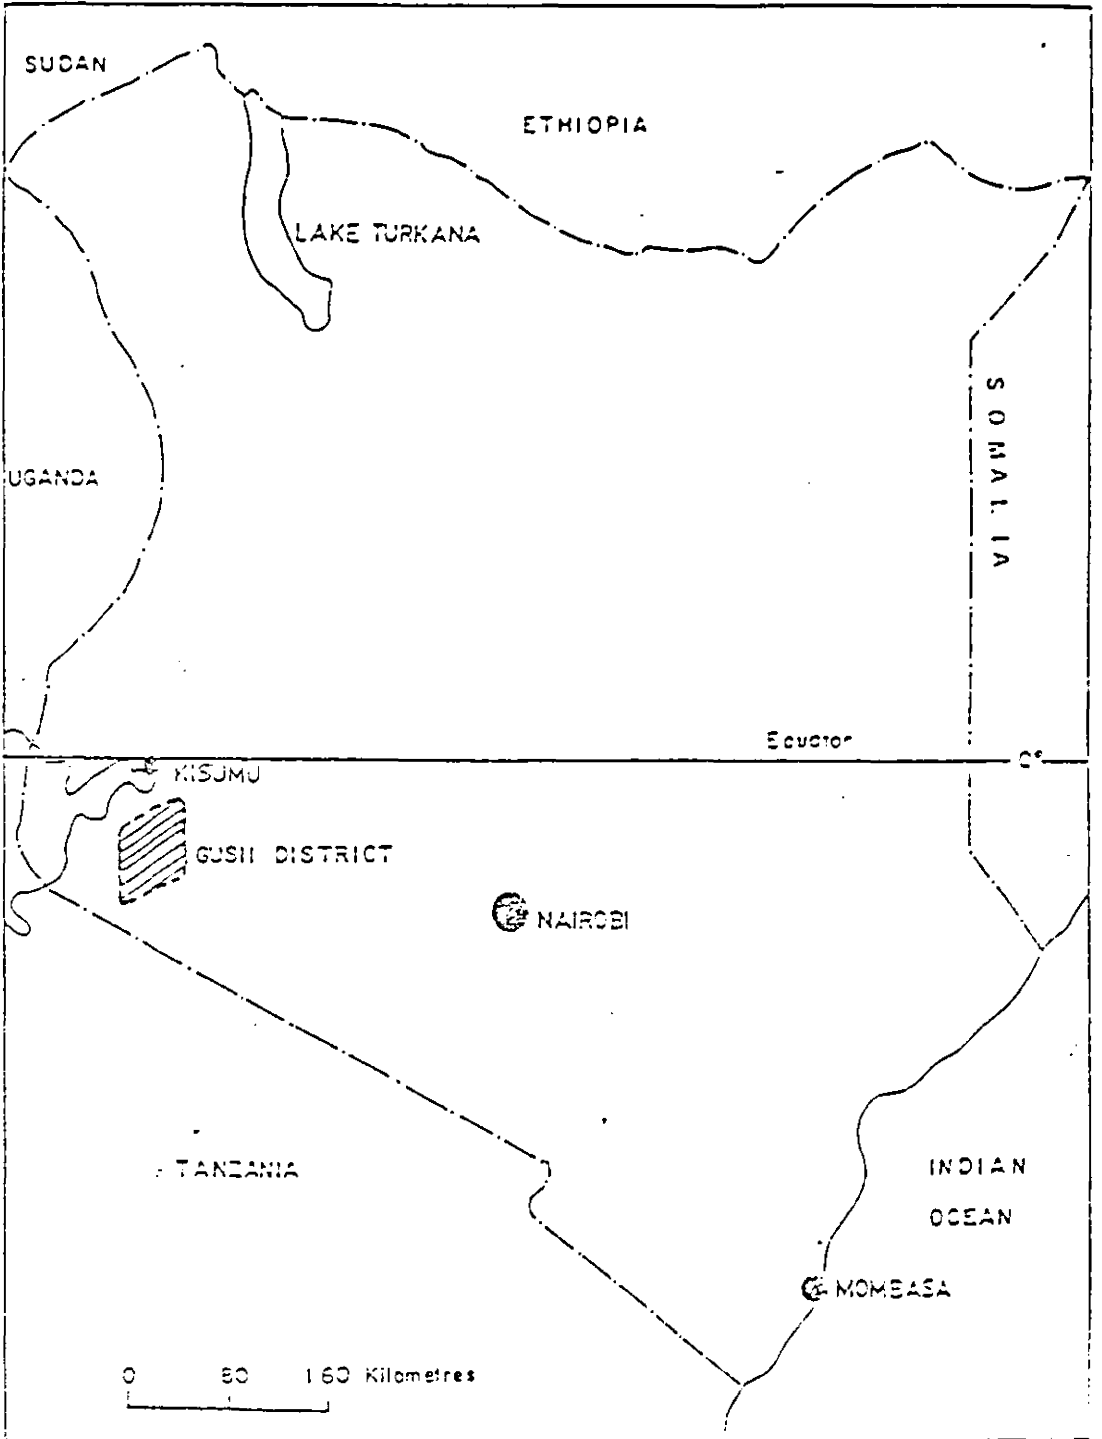 SUDAN
ETHIOPIA
LAKE TURKANA
SOMALIA
UGANDA
Equator
0°
KISUMU
GUSII DISTRICT
NAIROBI
TANZANIA
INDIAN
OCEAN
MOMBASA
0 80 160 Kilometres